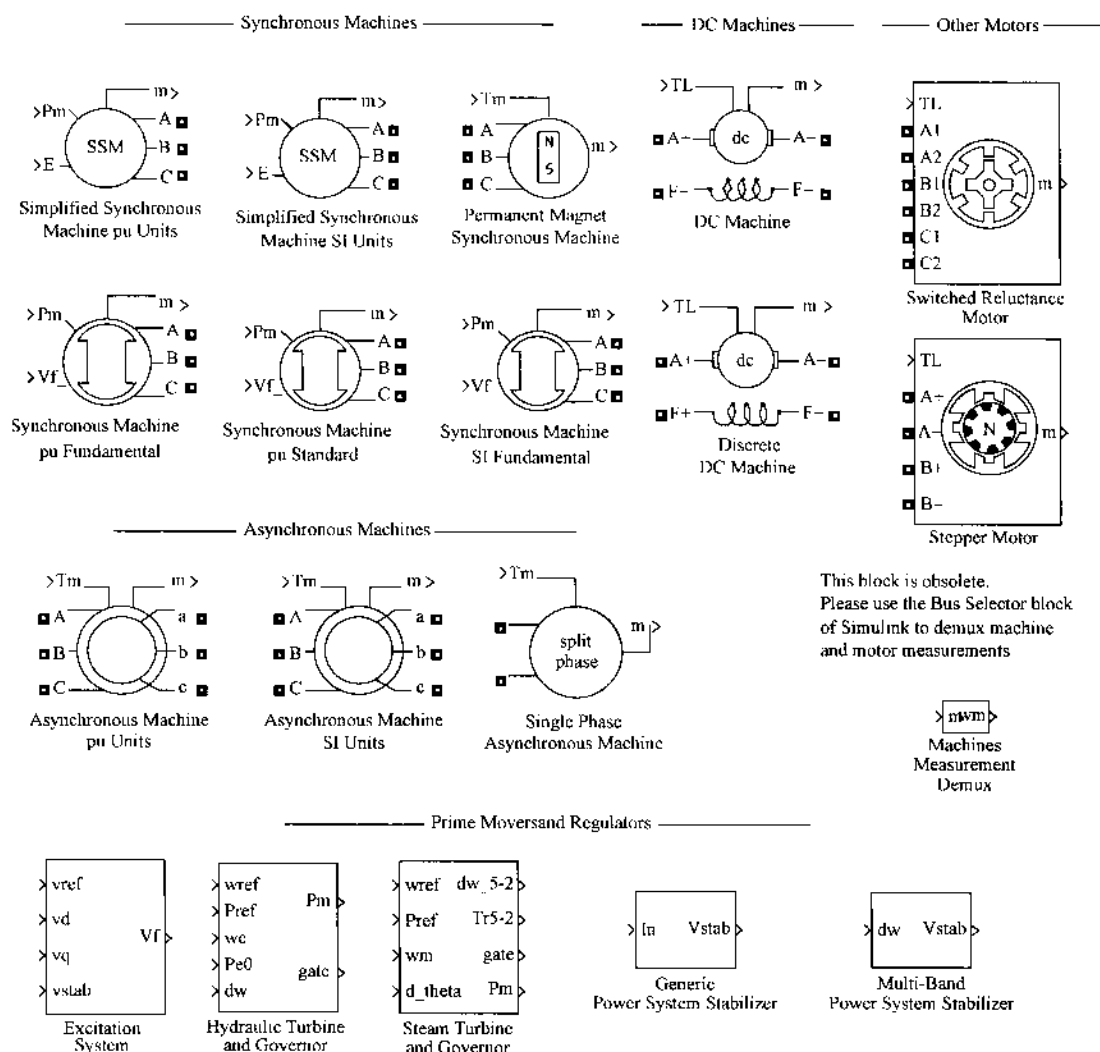 Synchronous Machines
DC Machines
Other Motors
>Pm
m >
A
SSM
B
>E
C
Simplified Synchronous
Machine pu Units
>Pm
m>
A
SSM
B
>E
C
Simplified Synchronous
Machine SI Units
>Tm
A
N
m >
B
S
C
Permanent Magnet
Synchronous Machine
>TL
m >
A+
dc
A−
F−
F−
DC Machine
TL
A1
A2
B1
m
B2
C1
C2
Switched Reluctance
Motor
>Pm
m >
A
B
>Vf_
C
Synchronous Machine
pu Fundamental
>Pm
m>
A
B
>Vf_
C
Synchronous Machine
pu Standard
>Pm
m>
A
B
>Vf
C
Synchronous Machine
SI Fundamental
>TL
m >
A+
dc
A−
F+
F−
Discrete
DC Machine
TL
A+
N
A−
m
B+
B−
Stepper Motor
Asynchronous Machines
>Tm
m>
A
a
B
b
C
c
Asynchronous Machine
pu Units
>Tm
m>
A
a
B
b
C
c
Asynchronous Machine
SI Units
>Tm
split
phase
m
Single Phase
Asynchronous Machine
This block is obsolete.
Please use the Bus Selector block
of Simulink to demux machine
and motor measurements
Machines
Measurement
Demux
Prime Moversand Regulators
vref
vd
Vf
vq
vstab
Excitation
System
wref
Pref
Pm
we
Pe0
gate
dw
Hydraulic Turbine
and Governor
wref dw_5-2
Pref Tr5-2
wm gate
d_theta Pm
Steam Turbine
and Governor
In Vstab
Generic
Power System Stabilizer
dw Vstab
Multi-Band
Power System Stabilizer